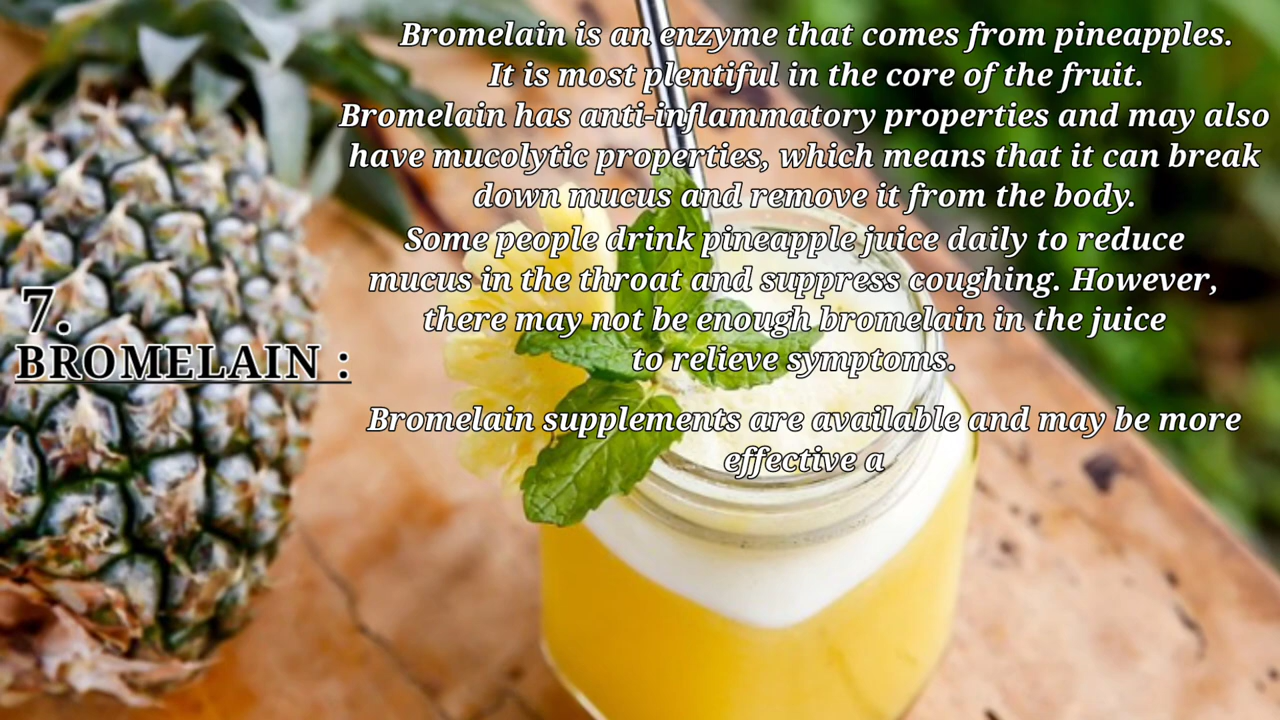 7.
BROMELAIN :
Bromelain is an enzyme that comes from pineapples.
It is most plentiful in the core of the fruit.
Bromelain has anti-inflammatory properties and may also
have mucolytic properties, which means that it can break
down mucus and remove it from the body.
Some people drink pineapple juice daily to reduce
mucus in the throat and suppress coughing. However,
there may not be enough bromelain in the juice
to relieve symptoms.
Bromelain supplements are available and may be more
effective a